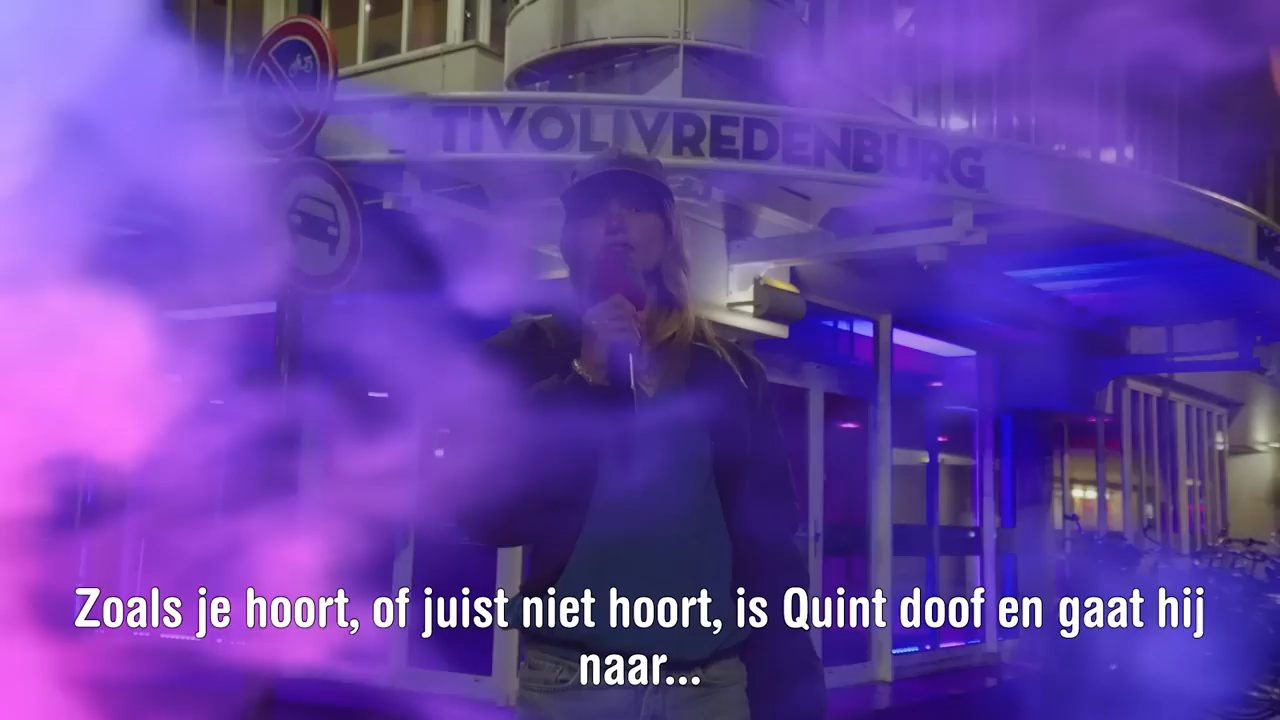 TIVOLIVREDENBURG
Zoals je hoort, of juist niet hoort, is Quint doof en gaat hij
naar...